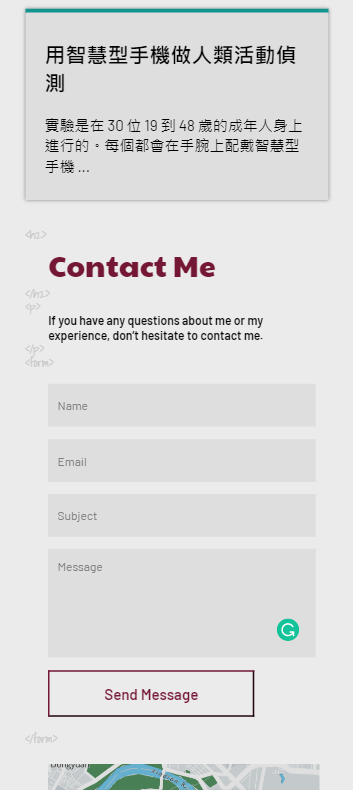 用智慧型手機做人類活動偵
測
實驗是在 30 位 19 到 48 歲的成年人身上
進行的。每個都會在手腕上配戴智慧型
手機 ...
<h2>
Contact Me
</h2>
<p>
If you have any questions about me or my
experience, don't hesitate to contact me.
</p>
<form>
Name
Email
Subject
Message
Send Message
</form>